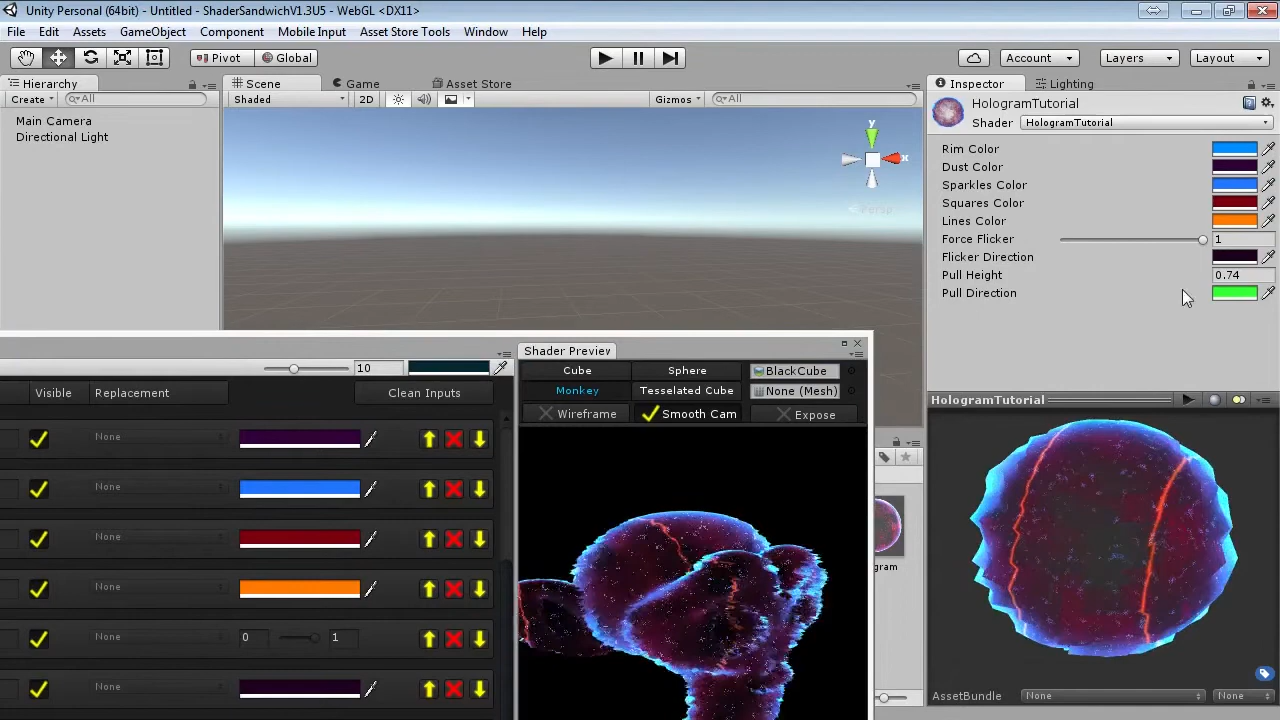 Unity Personal (64bit) - Untitled - ShaderSandwichV1.3U5 - WebGL <DX11>
File Edit Assets GameObject Component Mobile Input Asset Store Tools Window Help
Pivot Global Account Layers Layout
Hierarchy Scene Game Asset Store Inspector Lighting
Create All Shaded 2D Gizmos All
HologramTutorial
Shader HologramTutorial
Main Camera
Directional Light
y
x
Persp
Rim Color
Dust Color
Sparkles Color
Squares Color
Lines Color
Force Flicker 1
Flicker Direction
Pull Height 0.74
Pull Direction
10
Visible Replacement Clean Inputs
None
None
None
None
None 0 1
None
Shader Preview
Cube Sphere BlackCube
Monkey Tesselated Cube None (Mesh)
Wireframe Smooth Cam Expose
gram
HologramTutorial
AssetBundle None None